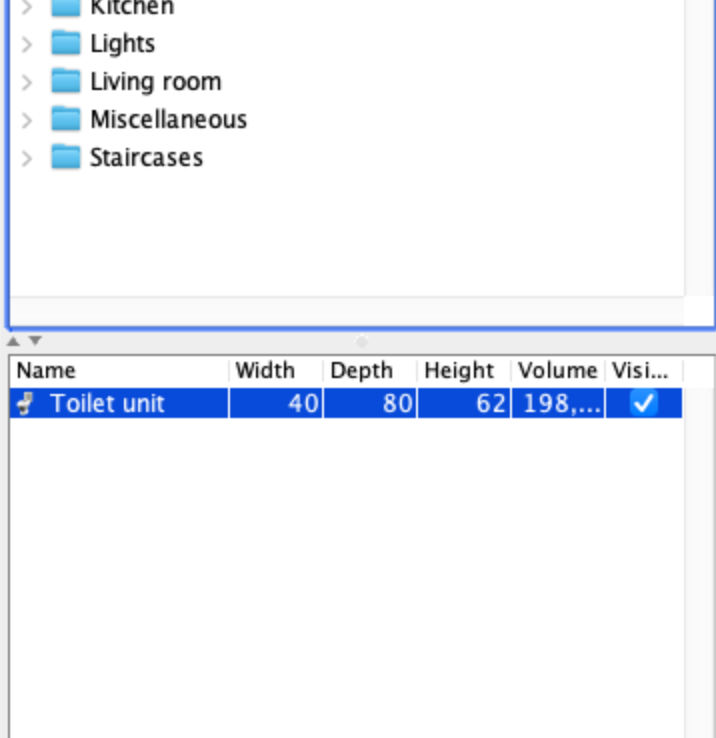 Kitchen
Lights
Living room
Miscellaneous
Staircases
Name Width Depth Height Volume Visi...
Toilet unit 40 80 62 198,...